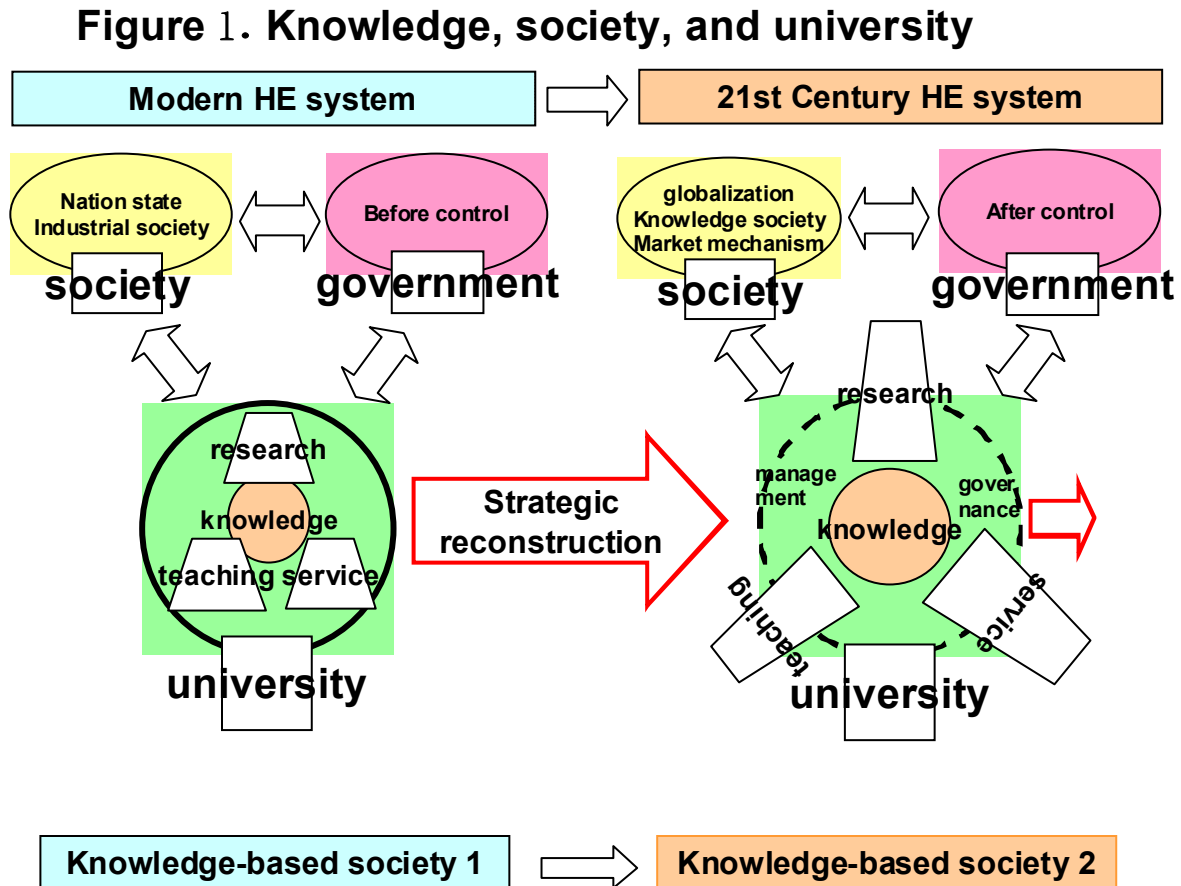 Figure 1. Knowledge, society, and university
Modern HE system
21st Century HE system
Nation state
Industrial society
society
Before control
government
globalization
Knowledge society
Market mechanism
society
After control
government
research
knowledge
teaching service
university
Strategic
reconstruction
research
manage
ment
gover
nance
knowledge
teaching
service
university
Knowledge-based society 1
Knowledge-based society 2